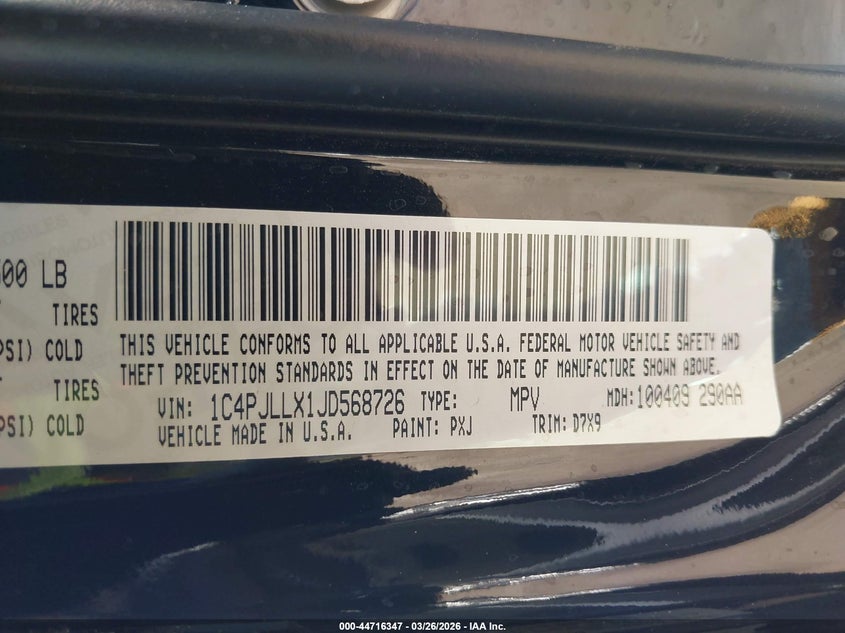 500 LB
TIRES
PSI) COLD
TIRES
PSI) COLD
THIS VEHICLE CONFORMS TO ALL APPLICABLE U.S.A. FEDERAL MOTOR VEHICLE SAFETY AND
THEFT PREVENTION STANDARDS IN EFFECT ON THE DATE OF MANUFACTURE SHOWN ABOVE.
VIN: 1C4PJLLX1JD568726 TYPE: MPV MDH:100409 290AA
VEHICLE MADE IN U.S.A. PAINT: PXJ TRIM: D7X9
000-44716347 - 03/26/2026 - IAA Inc.